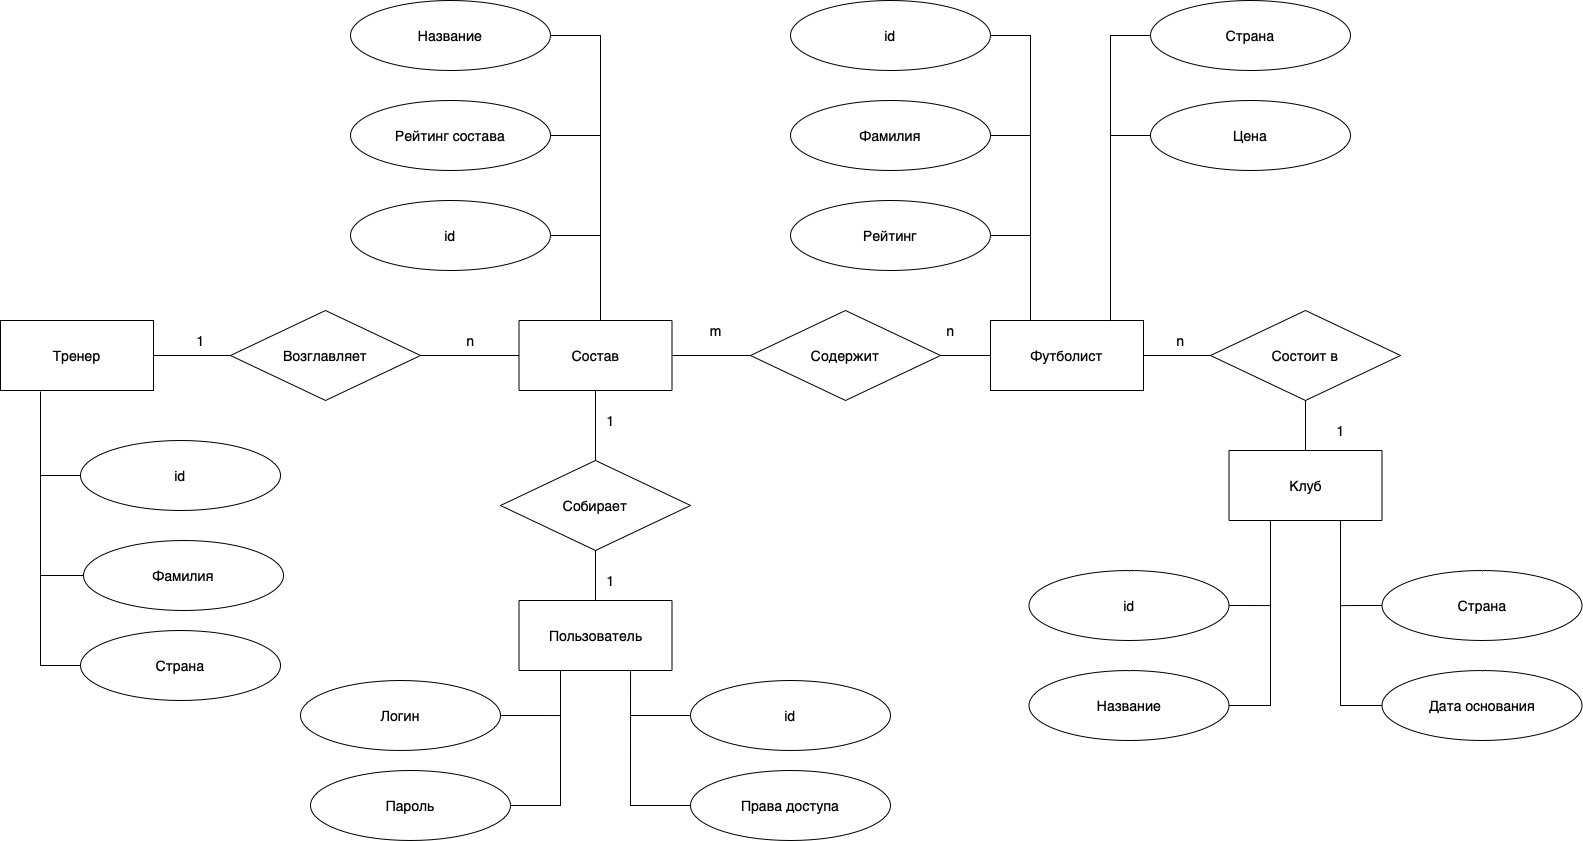 Название
id
Страна
Рейтинг состава
Фамилия
Цена
id
Рейтинг
Тренер
1
Возглавляет
n
Состав
m
Содержит
n
Футболист
n
Состоит в
1
1
Клуб
id
Собирает
Фамилия
1
Пользователь
id
Страна
Страна
Логин
id
Название
Дата основания
Пароль
Права доступа